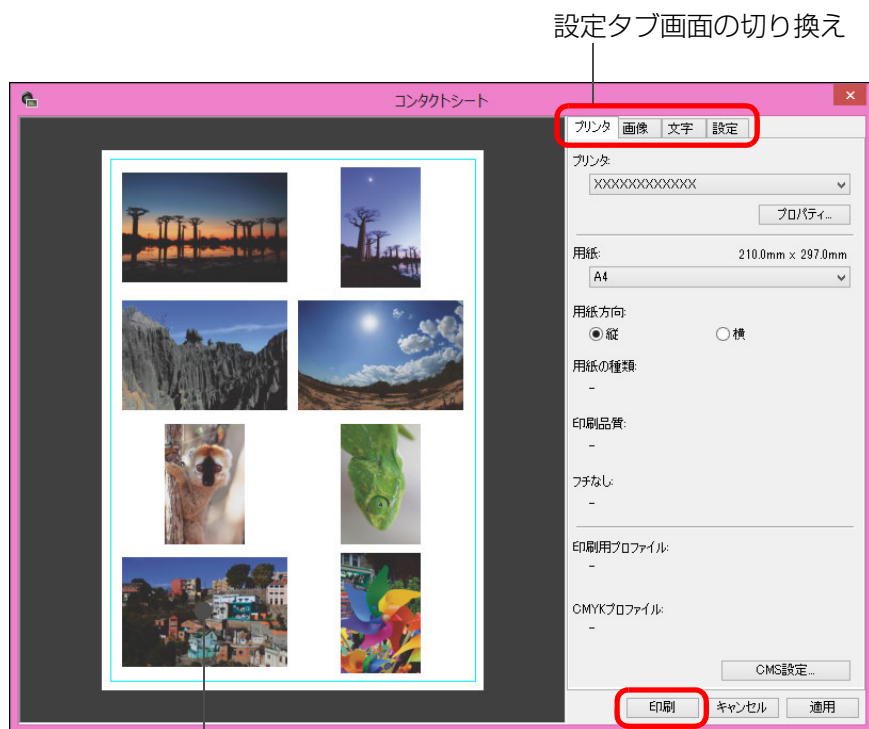 設定タブ画面の切り換え
コンタクトシート
プリンタ 画像 文字 設定
プリンタ:
XXXXXXXXXXXXX
プロパティ...
用紙: 210.0mm x 297.0mm
A4
用紙方向:
縦 横
用紙の種類:
-
印刷品質:
-
フチなし:
-
印刷用プロファイル:
-
CMYKプロファイル:
-
CMS設定...
印刷 キャンセル 適用